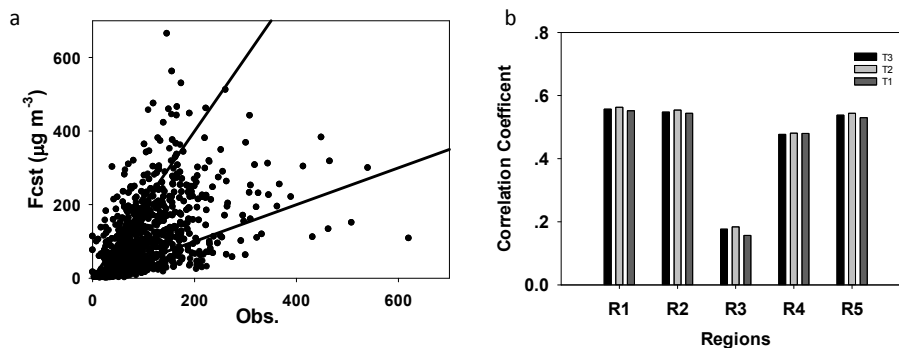 a
Fcst (µg m⁻³)
600
400
200
0
0
200
400
600
Obs.
b
Correlation Coefficent
.8
.6
.4
.2
0.0
T3
T2
T1
R1
R2
R3
R4
R5
Regions